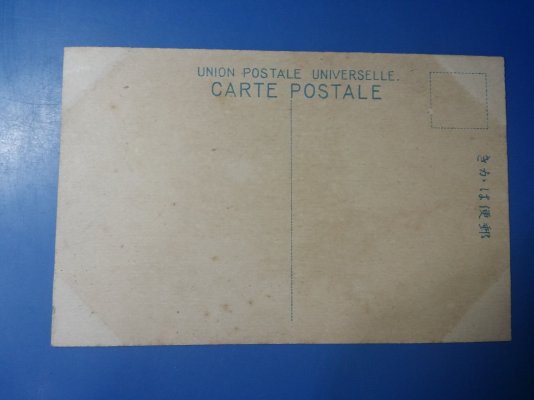 UNION POSTALE UNIVERSELLE.
CARTE POSTALE
きかは便郵